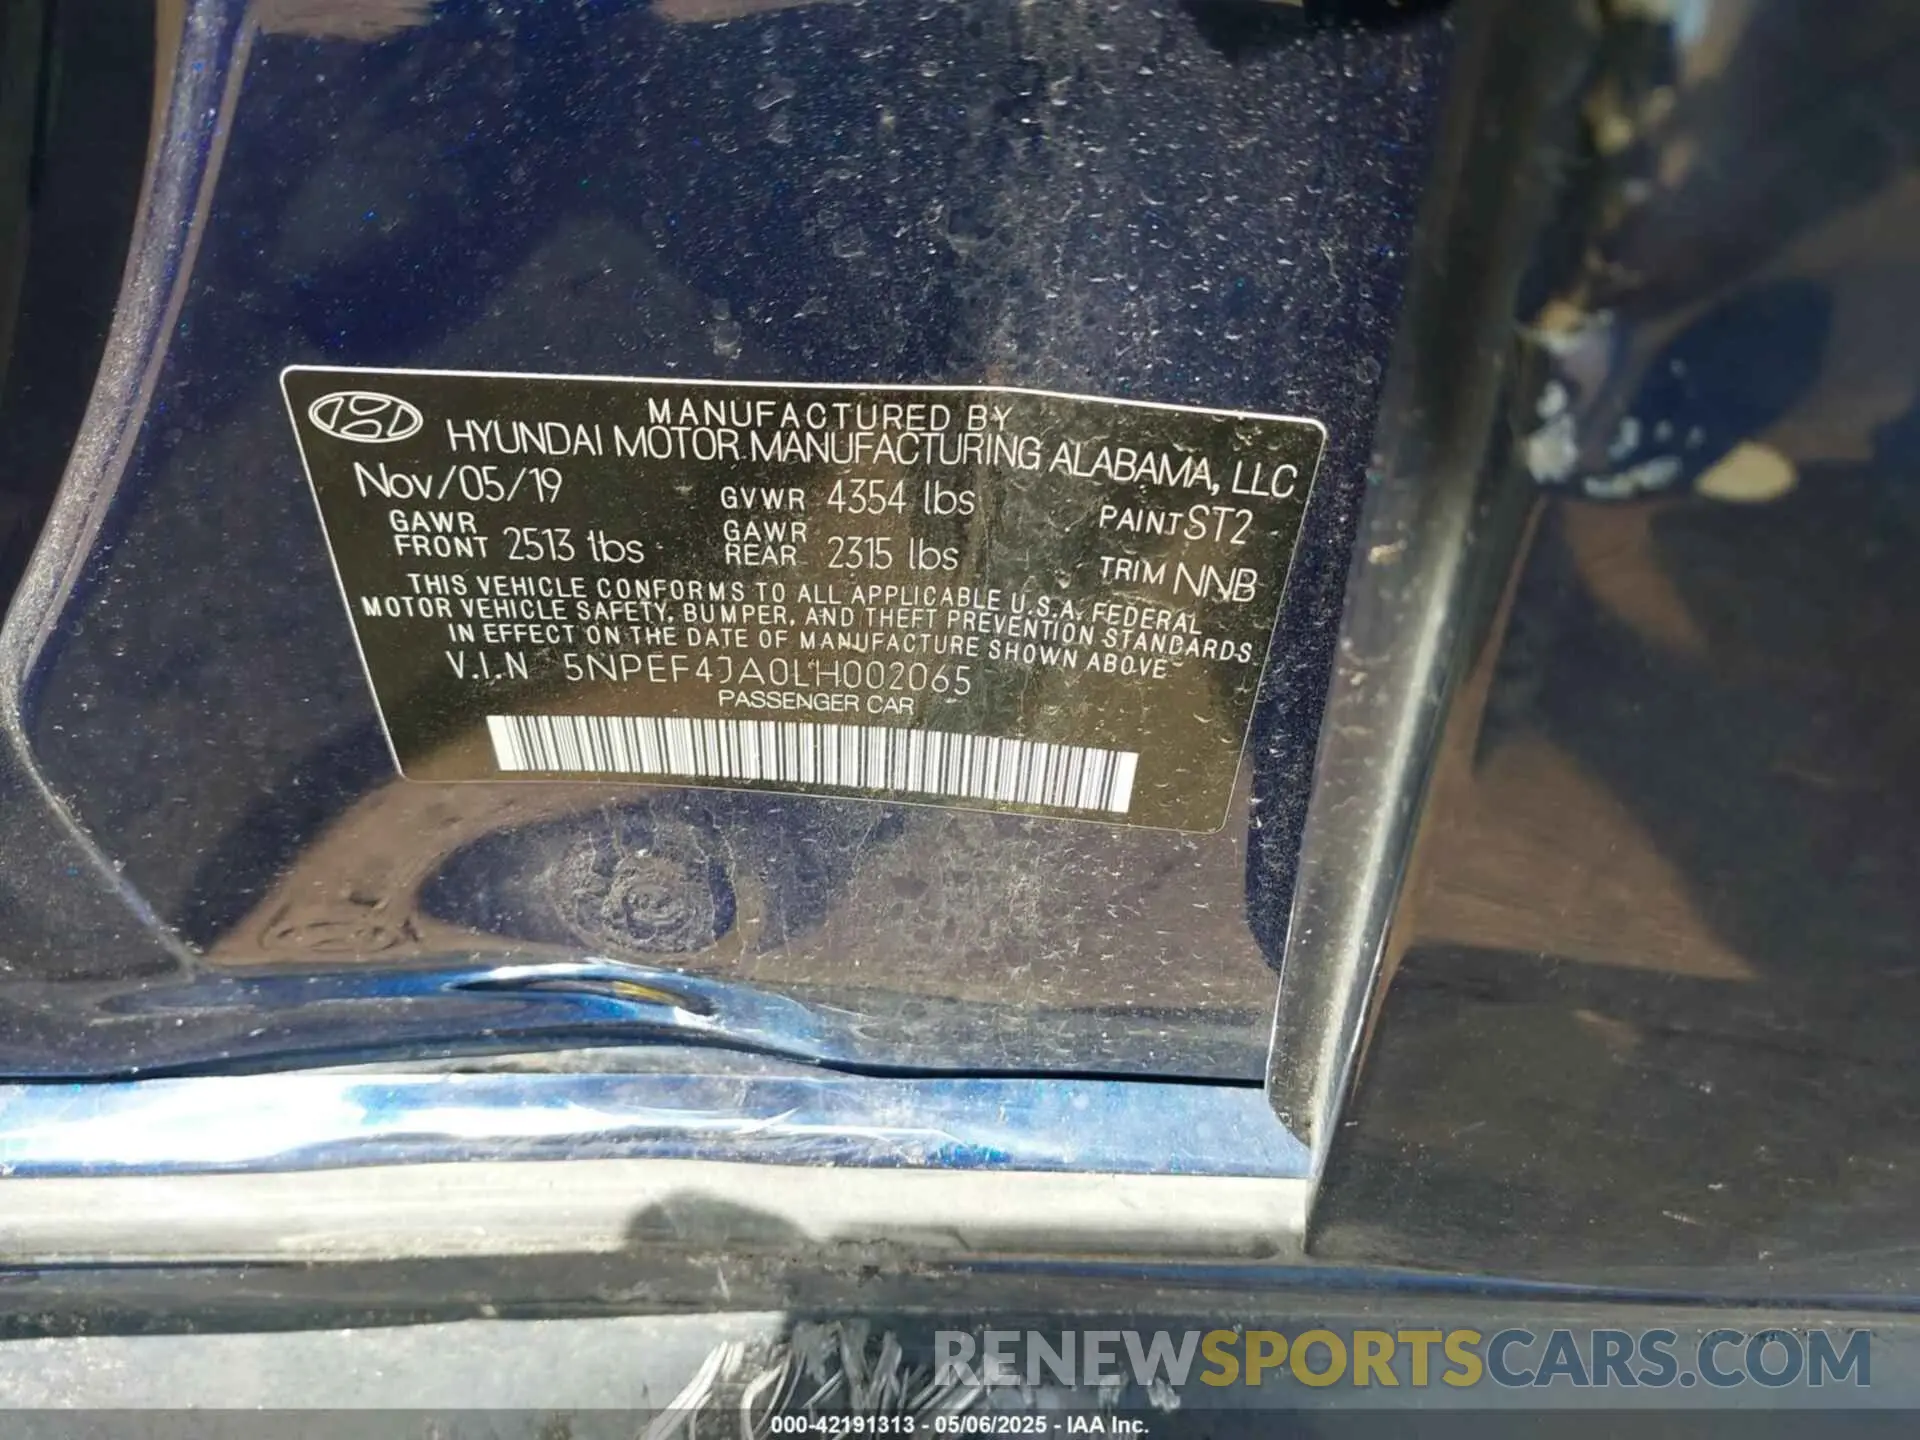 MANUFACTURED BY
HYUNDAI MOTOR MANUFACTURING ALABAMA, LLC
Nov/05/19 GVWR 4354 lbs PAINT ST2
GAWR FRONT 2513 lbs GAWR REAR 2315 lbs TRIM NNB
THIS VEHICLE CONFORMS TO ALL APPLICABLE U.S.A. FEDERAL
MOTOR VEHICLE SAFETY, BUMPER, AND THEFT PREVENTION STANDARDS
IN EFFECT ON THE DATE OF MANUFACTURE SHOWN ABOVE
V.I.N 5NPEF4JA0LH002065
PASSENGER CAR
RENEWSPORTSCARS.COM
000-42191313 - 05/06/2025 - IAA Inc.